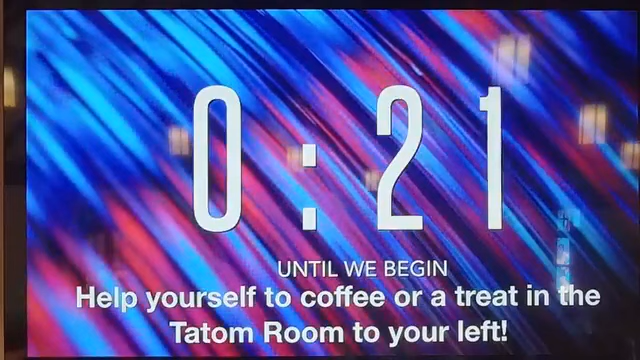 0:21
UNTIL WE BEGIN
Help yourself to coffee or a treat in the
Tatom Room to your left!